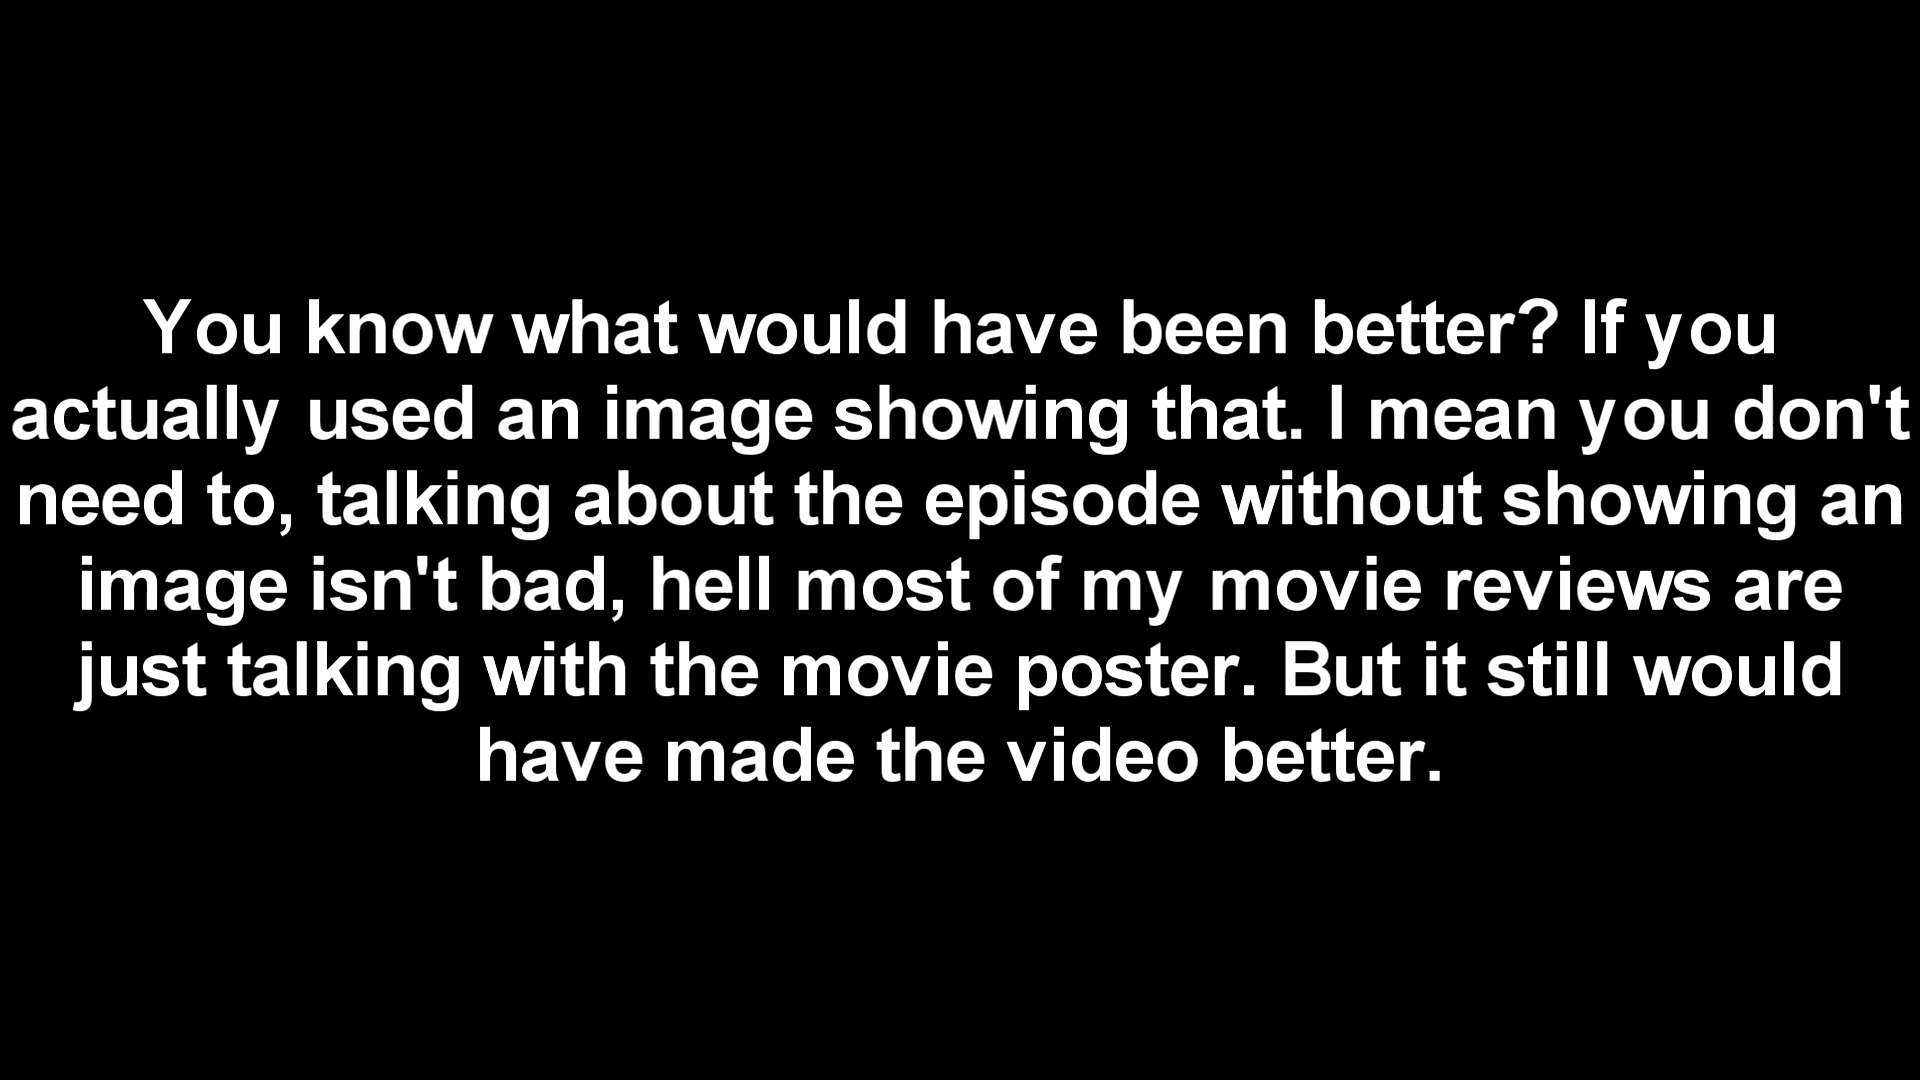 You know what would have been better? If you
actually used an image showing that. I mean you don't
need to, talking about the episode without showing an
image isn't bad, hell most of my movie reviews are
just talking with the movie poster. But it still would
have made the video better.